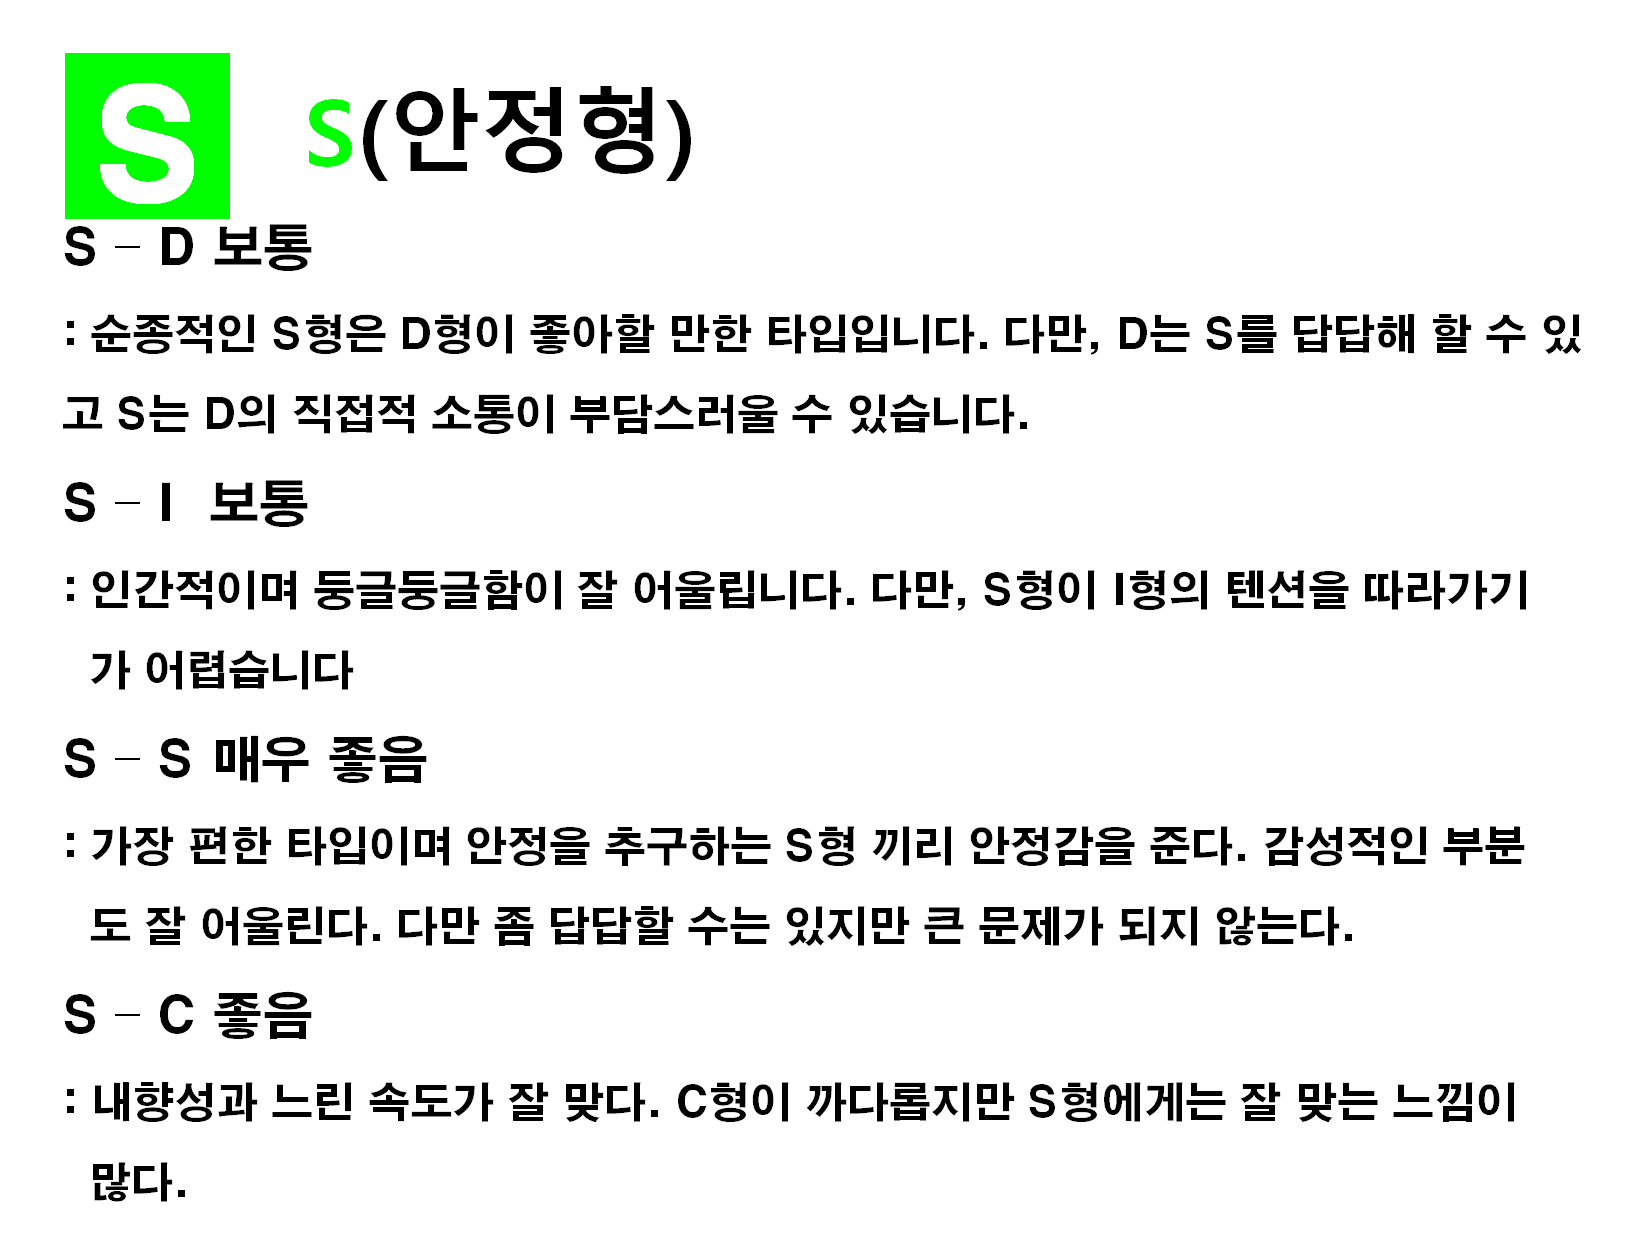 S S(안정형)
S – D 보통
: 순종적인 S형은 D형이 좋아할 만한 타입입니다. 다만, D는 S를 답답해 할 수 있
고 S는 D의 직접적 소통이 부담스러울 수 있습니다.
S – I 보통
: 인간적이며 둥글둥글함이 잘 어울립니다. 다만, S형이 I형의 텐션을 따라가기
가 어렵습니다
S – S 매우 좋음
: 가장 편한 타입이며 안정을 추구하는 S형 끼리 안정감을 준다. 감성적인 부분
도 잘 어울린다. 다만 좀 답답할 수는 있지만 큰 문제가 되지 않는다.
S – C 좋음
: 내향성과 느린 속도가 잘 맞다. C형이 까다롭지만 S형에게는 잘 맞는 느낌이
많다.